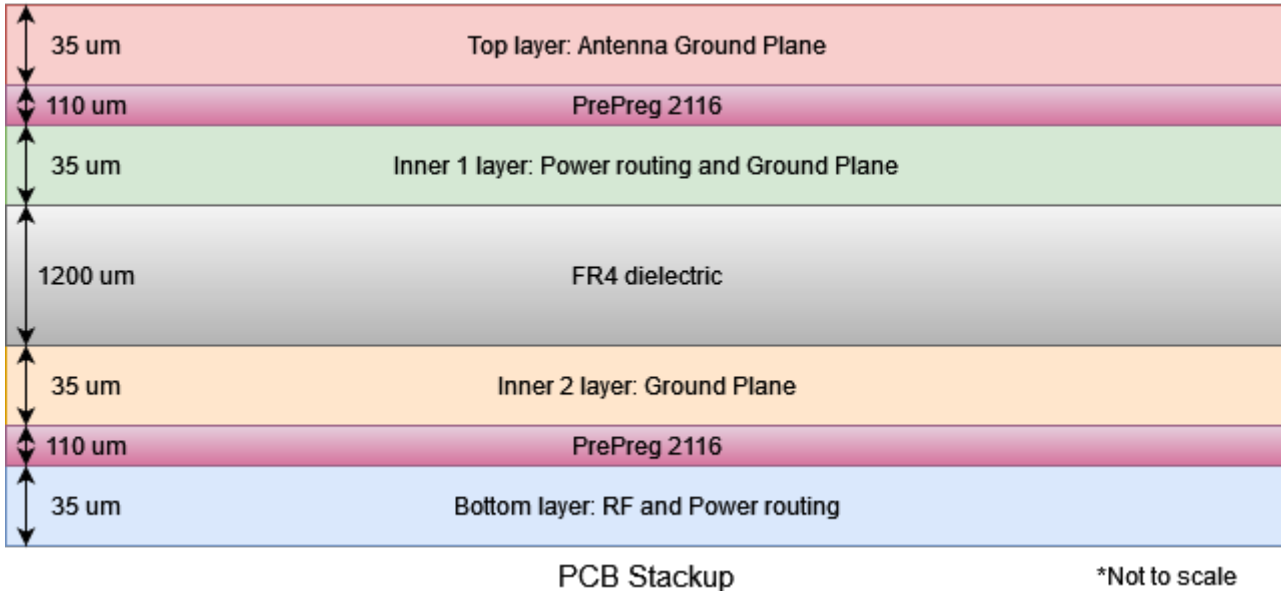 35 um Top layer: Antenna Ground Plane
110 um PrePreg 2116
35 um Inner 1 layer: Power routing and Ground Plane
1200 um FR4 dielectric
35 um Inner 2 layer: Ground Plane
110 um PrePreg 2116
35 um Bottom layer: RF and Power routing
PCB Stackup *Not to scale